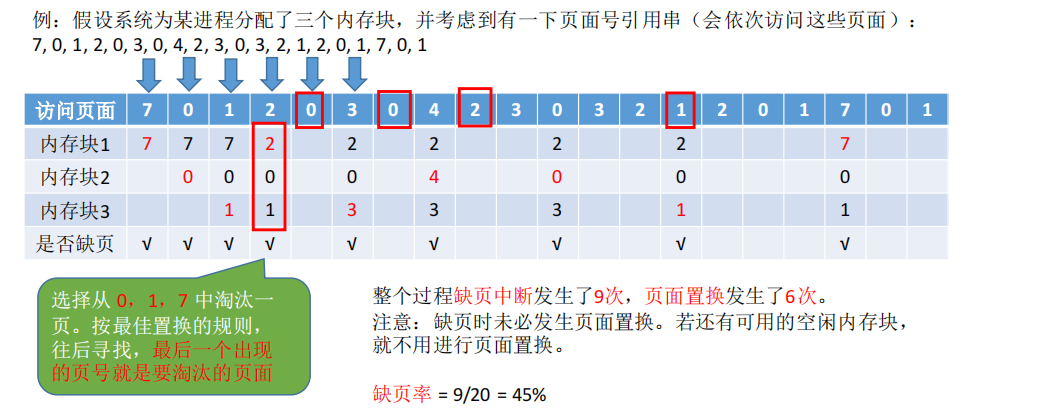 例：假设系统为某进程分配了三个内存块，并考虑到有一下页面号引用串（会依次访问这些页面）：
7, 0, 1, 2, 0, 3, 0, 4, 2, 3, 0, 3, 2, 1, 2, 0, 1, 7, 0, 1
访问页面 7 0 1 2 0 3 0 4 2 3 0 3 2 1 2 0 1 7 0 1
内存块1 7 7 7 2 2 2 2 2 7
内存块2 0 0 0 0 4 0 0 0
内存块3 1 1 3 3 3 1 1
是否缺页 √ √ √ √ √ √ √ √ √
选择从 0，1，7 中淘汰一
页。按最佳置换的规则，
往后寻找，最后一个出现
的页号就是要淘汰的页面
整个过程缺页中断发生了9次，页面置换发生了6次。
注意：缺页时未必发生页面置换。若还有可用的空闲内存块，
就不用进行页面置换。
缺页率 = 9/20 = 45%